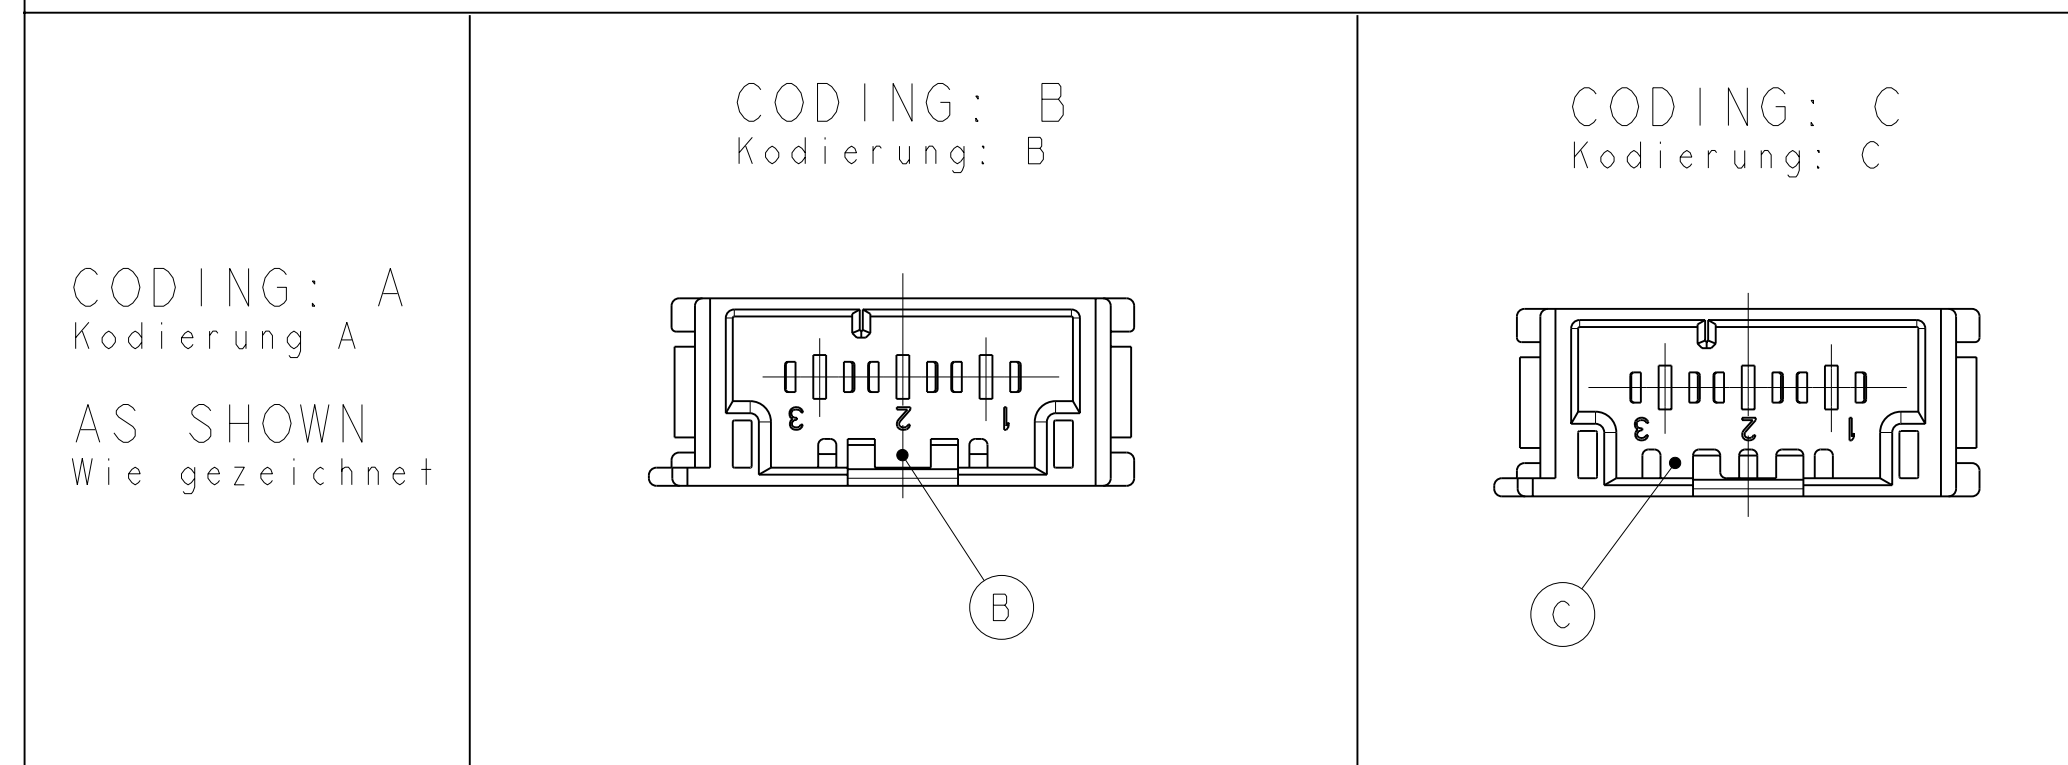 CODING: A
Kodierung A
AS SHOWN
Wie gezeichnet
CODING: B
Kodierung: B
3 2 1
B
CODING: C
Kodierung: C
3 2 1
C